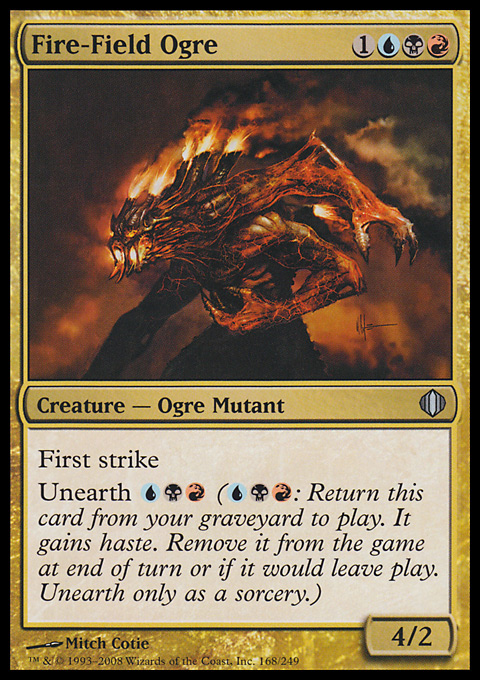 Fire-Field Ogre 1
Creature — Ogre Mutant
First strike
Unearth (: Return this
card from your graveyard to play. It
gains haste. Remove it from the game
at end of turn or if it would leave play.
Unearth only as a sorcery.)
4/2
Mitch Cotie
™ & © 1993–2008 Wizards of the Coast, Inc. 168/249